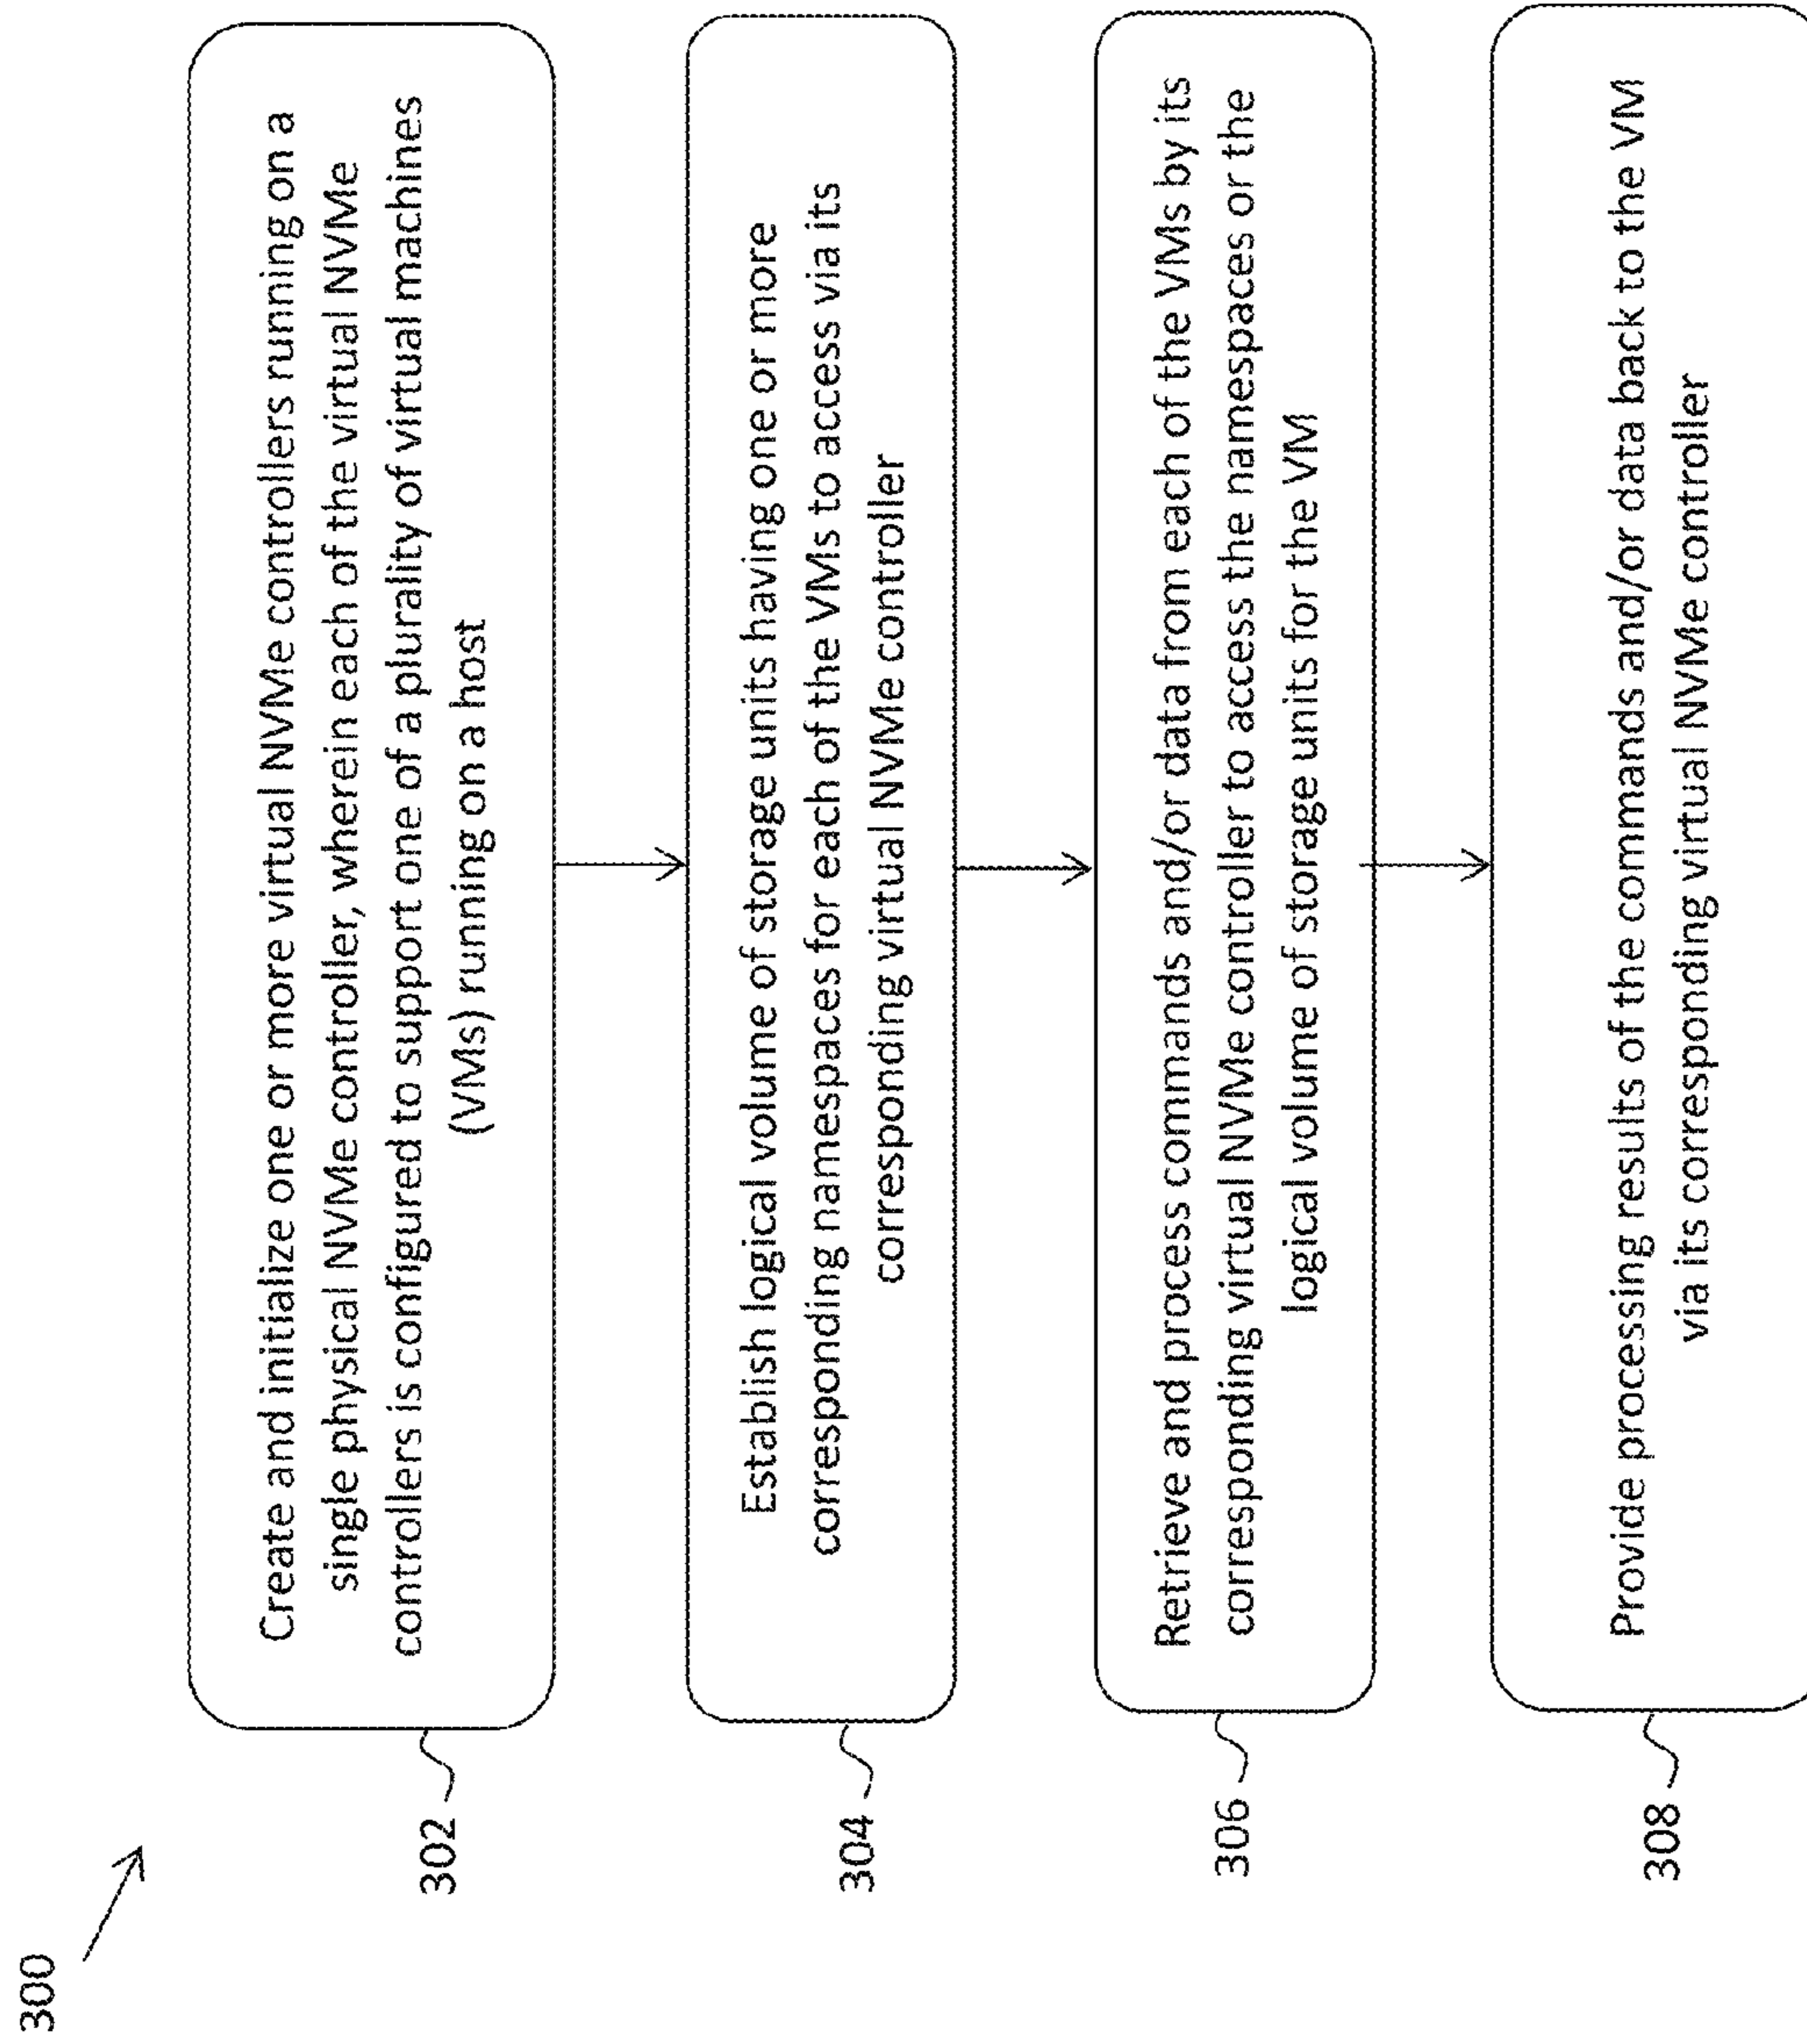 300
302
Create and initialize one or more virtual NVMe controllers running on a
single physical NVMe controller, wherein each of the virtual NVMe
controllers is configured to support one of a plurality of virtual machines
(VMs) running on a host
304
Establish logical volume of storage units having one or more
corresponding namespaces for each of the VMs to access via its
corresponding virtual NVMe controller
306
Retrieve and process commands and/or data from each of the VMs by its
corresponding virtual NVMe controller to access the namespaces or the
logical volume of storage units for the VM
308
Provide processing results of the commands and/or data back to the VM
via its corresponding virtual NVMe controller